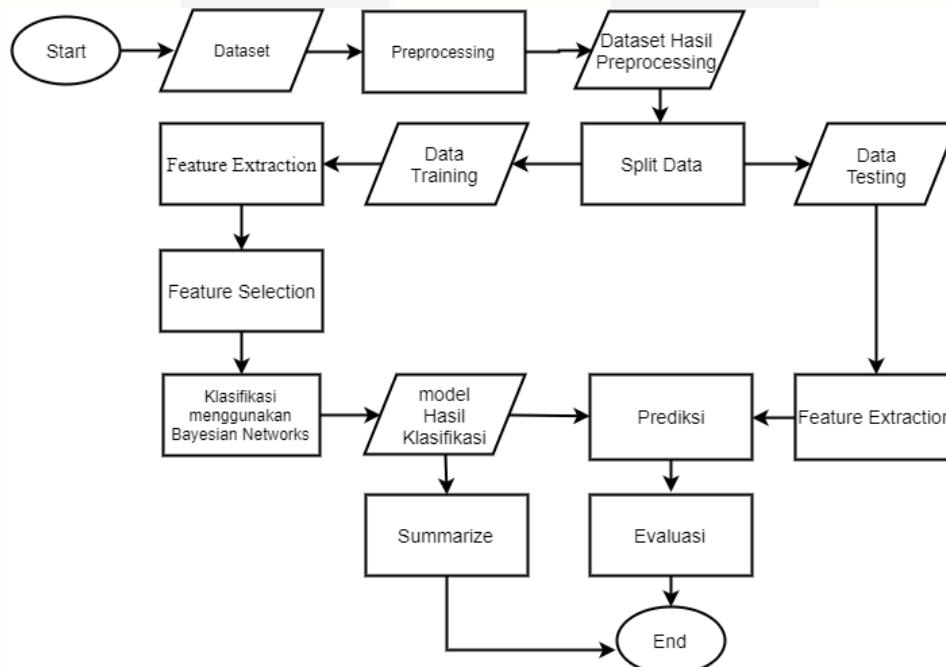 Start
Dataset
Preprocessing
Dataset Hasil
Preprocessing
Feature Extraction
Data
Training
Split Data
Data
Testing
Feature Selection
Klasifikasi
menggunakan
Bayesian Networks
model
Hasil
Klasifikasi
Prediksi
Feature Extraction
Summarize
Evaluasi
End